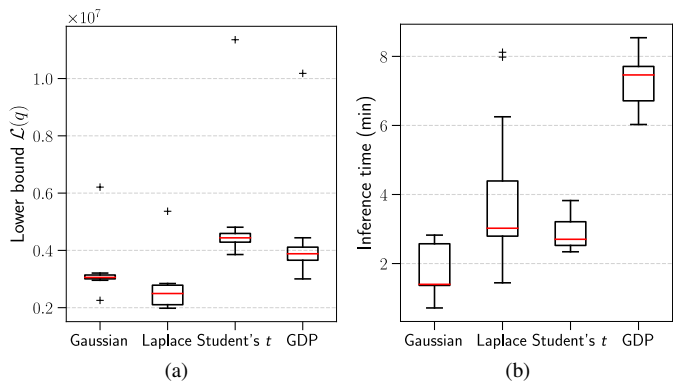 ×10⁷
1.0
0.8
0.6
0.4
0.2
Lower bound 𝓛(q)
Gaussian Laplace Student's t GDP
(a)
8
6
4
2
Inference time (min)
Gaussian Laplace Student's t GDP
(b)